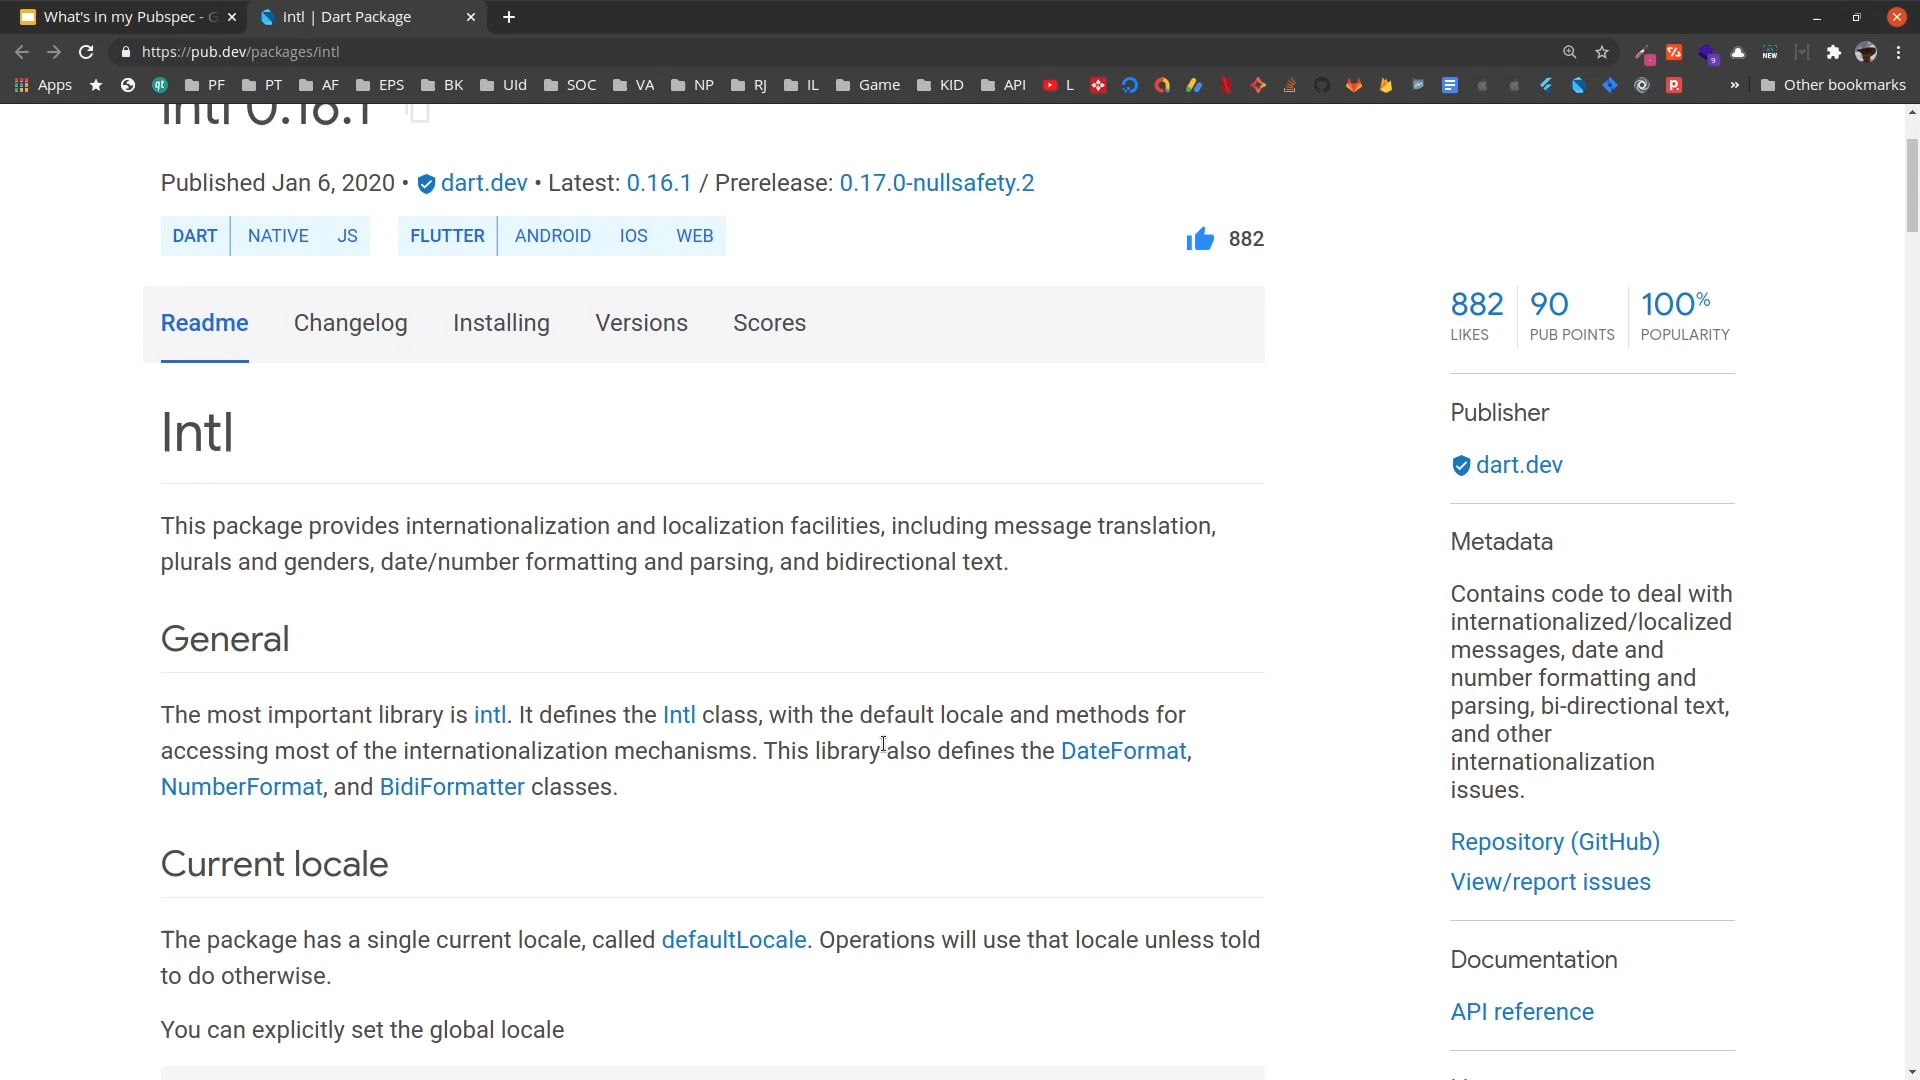 What's in my Pubspec - G
intl | Dart Package
https://pub.dev/packages/intl
Apps
PF
PT
AF
EPS
BK
UId
SOC
VA
NP
RJ
IL
Game
KID
API
L
»
Other bookmarks
intl 0.16.1
Published Jan 6, 2020 • dart.dev • Latest: 0.16.1 / Prerelease: 0.17.0-nullsafety.2
DART NATIVE JS FLUTTER ANDROID IOS WEB
882
Readme Changelog Installing Versions Scores
Intl
This package provides internationalization and localization facilities, including message translation,
plurals and genders, date/number formatting and parsing, and bidirectional text.
General
The most important library is intl. It defines the Intl class, with the default locale and methods for
accessing most of the internationalization mechanisms. This library also defines the DateFormat,
NumberFormat, and BidiFormatter classes.
Current locale
The package has a single current locale, called defaultLocale. Operations will use that locale unless told
to do otherwise.
You can explicitly set the global locale
882 90 100%
LIKES PUB POINTS POPULARITY
Publisher
dart.dev
Metadata
Contains code to deal with
internationalized/localized
messages, date and
number formatting and
parsing, bi-directional text,
and other
internationalization
issues.
Repository (GitHub)
View/report issues
Documentation
API reference